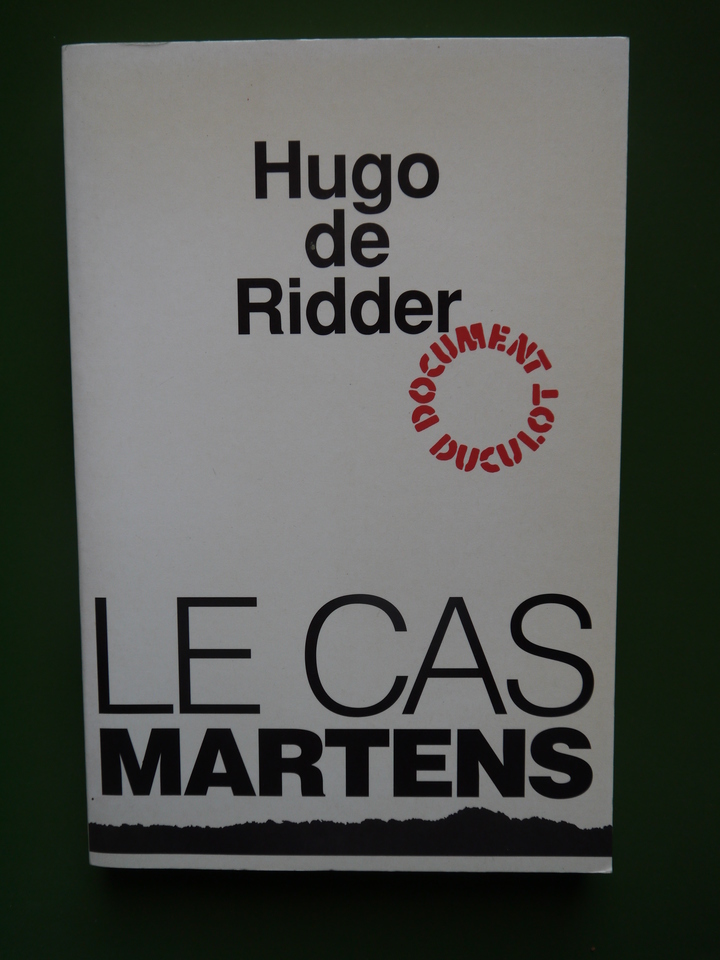 Hugo
de
Ridder
DOCUMENT DUCULOT
LE CAS
MARTENS